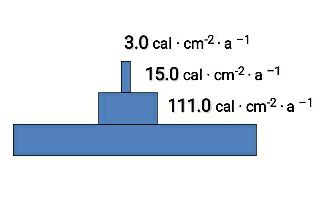 3.0 cal · cm⁻² · a ⁻¹
15.0 cal · cm⁻² · a ⁻¹
111.0 cal · cm⁻² · a ⁻¹